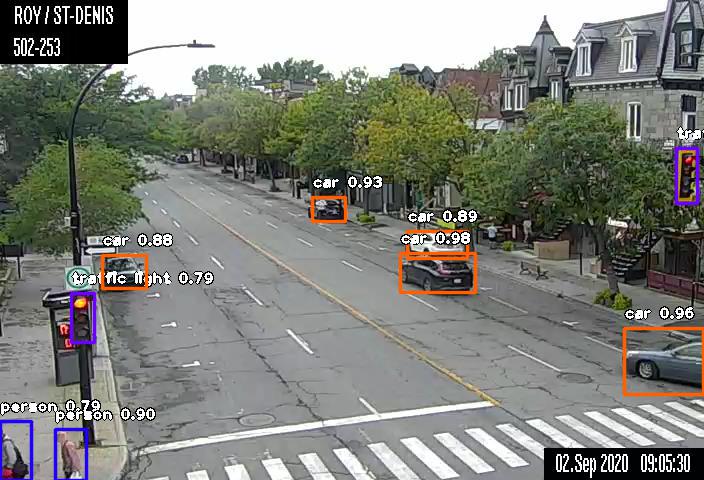 ROY / ST-DENIS
502-253
traf
car 0.93
car 0.89
car 0.98
car 0.88
traffic light 0.79
car 0.96
person 0.79
person 0.90
02.Sep 2020 09:05:30